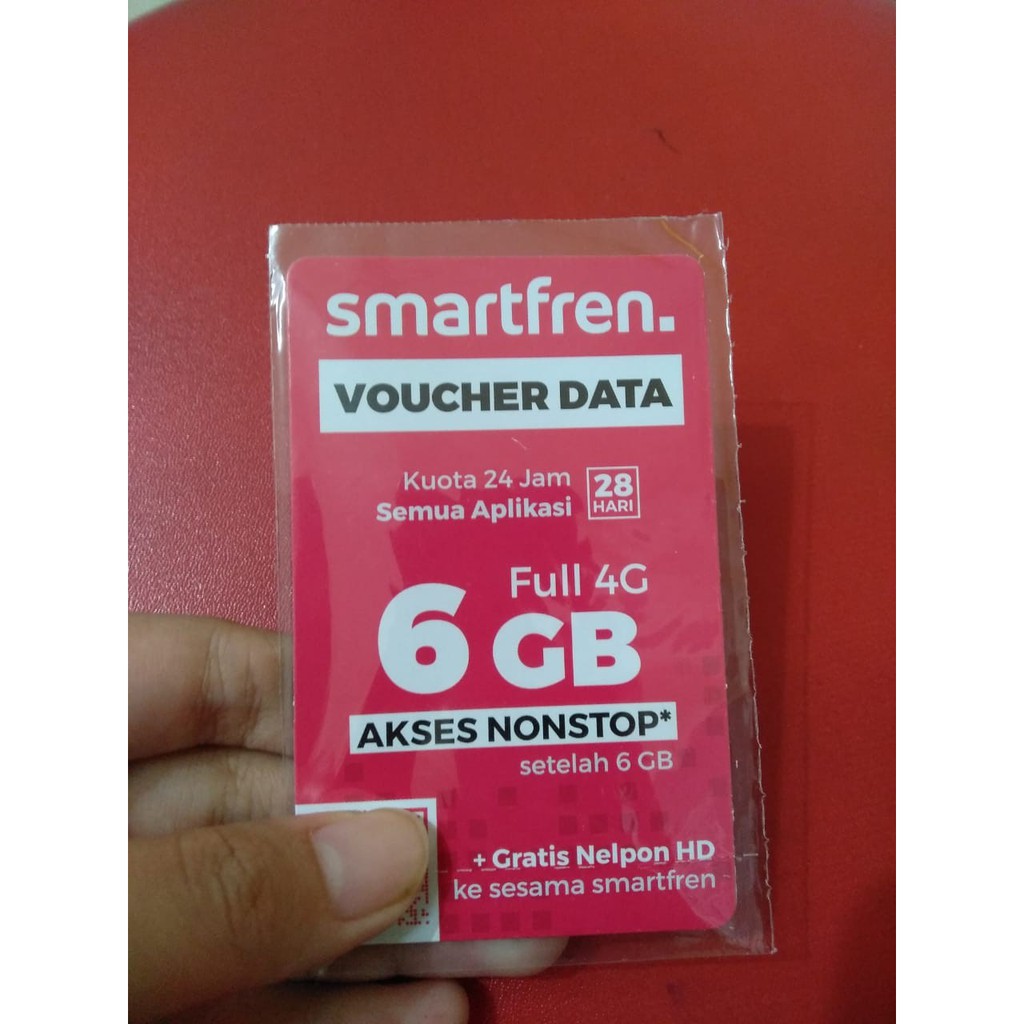 smartfren.
VOUCHER DATA
Kuota 24 Jam
Semua Aplikasi
28
HARI
Full 4G
6 GB
AKSES NONSTOP*
setelah 6 GB
+ Gratis Nelpon HD
ke sesama smartfren